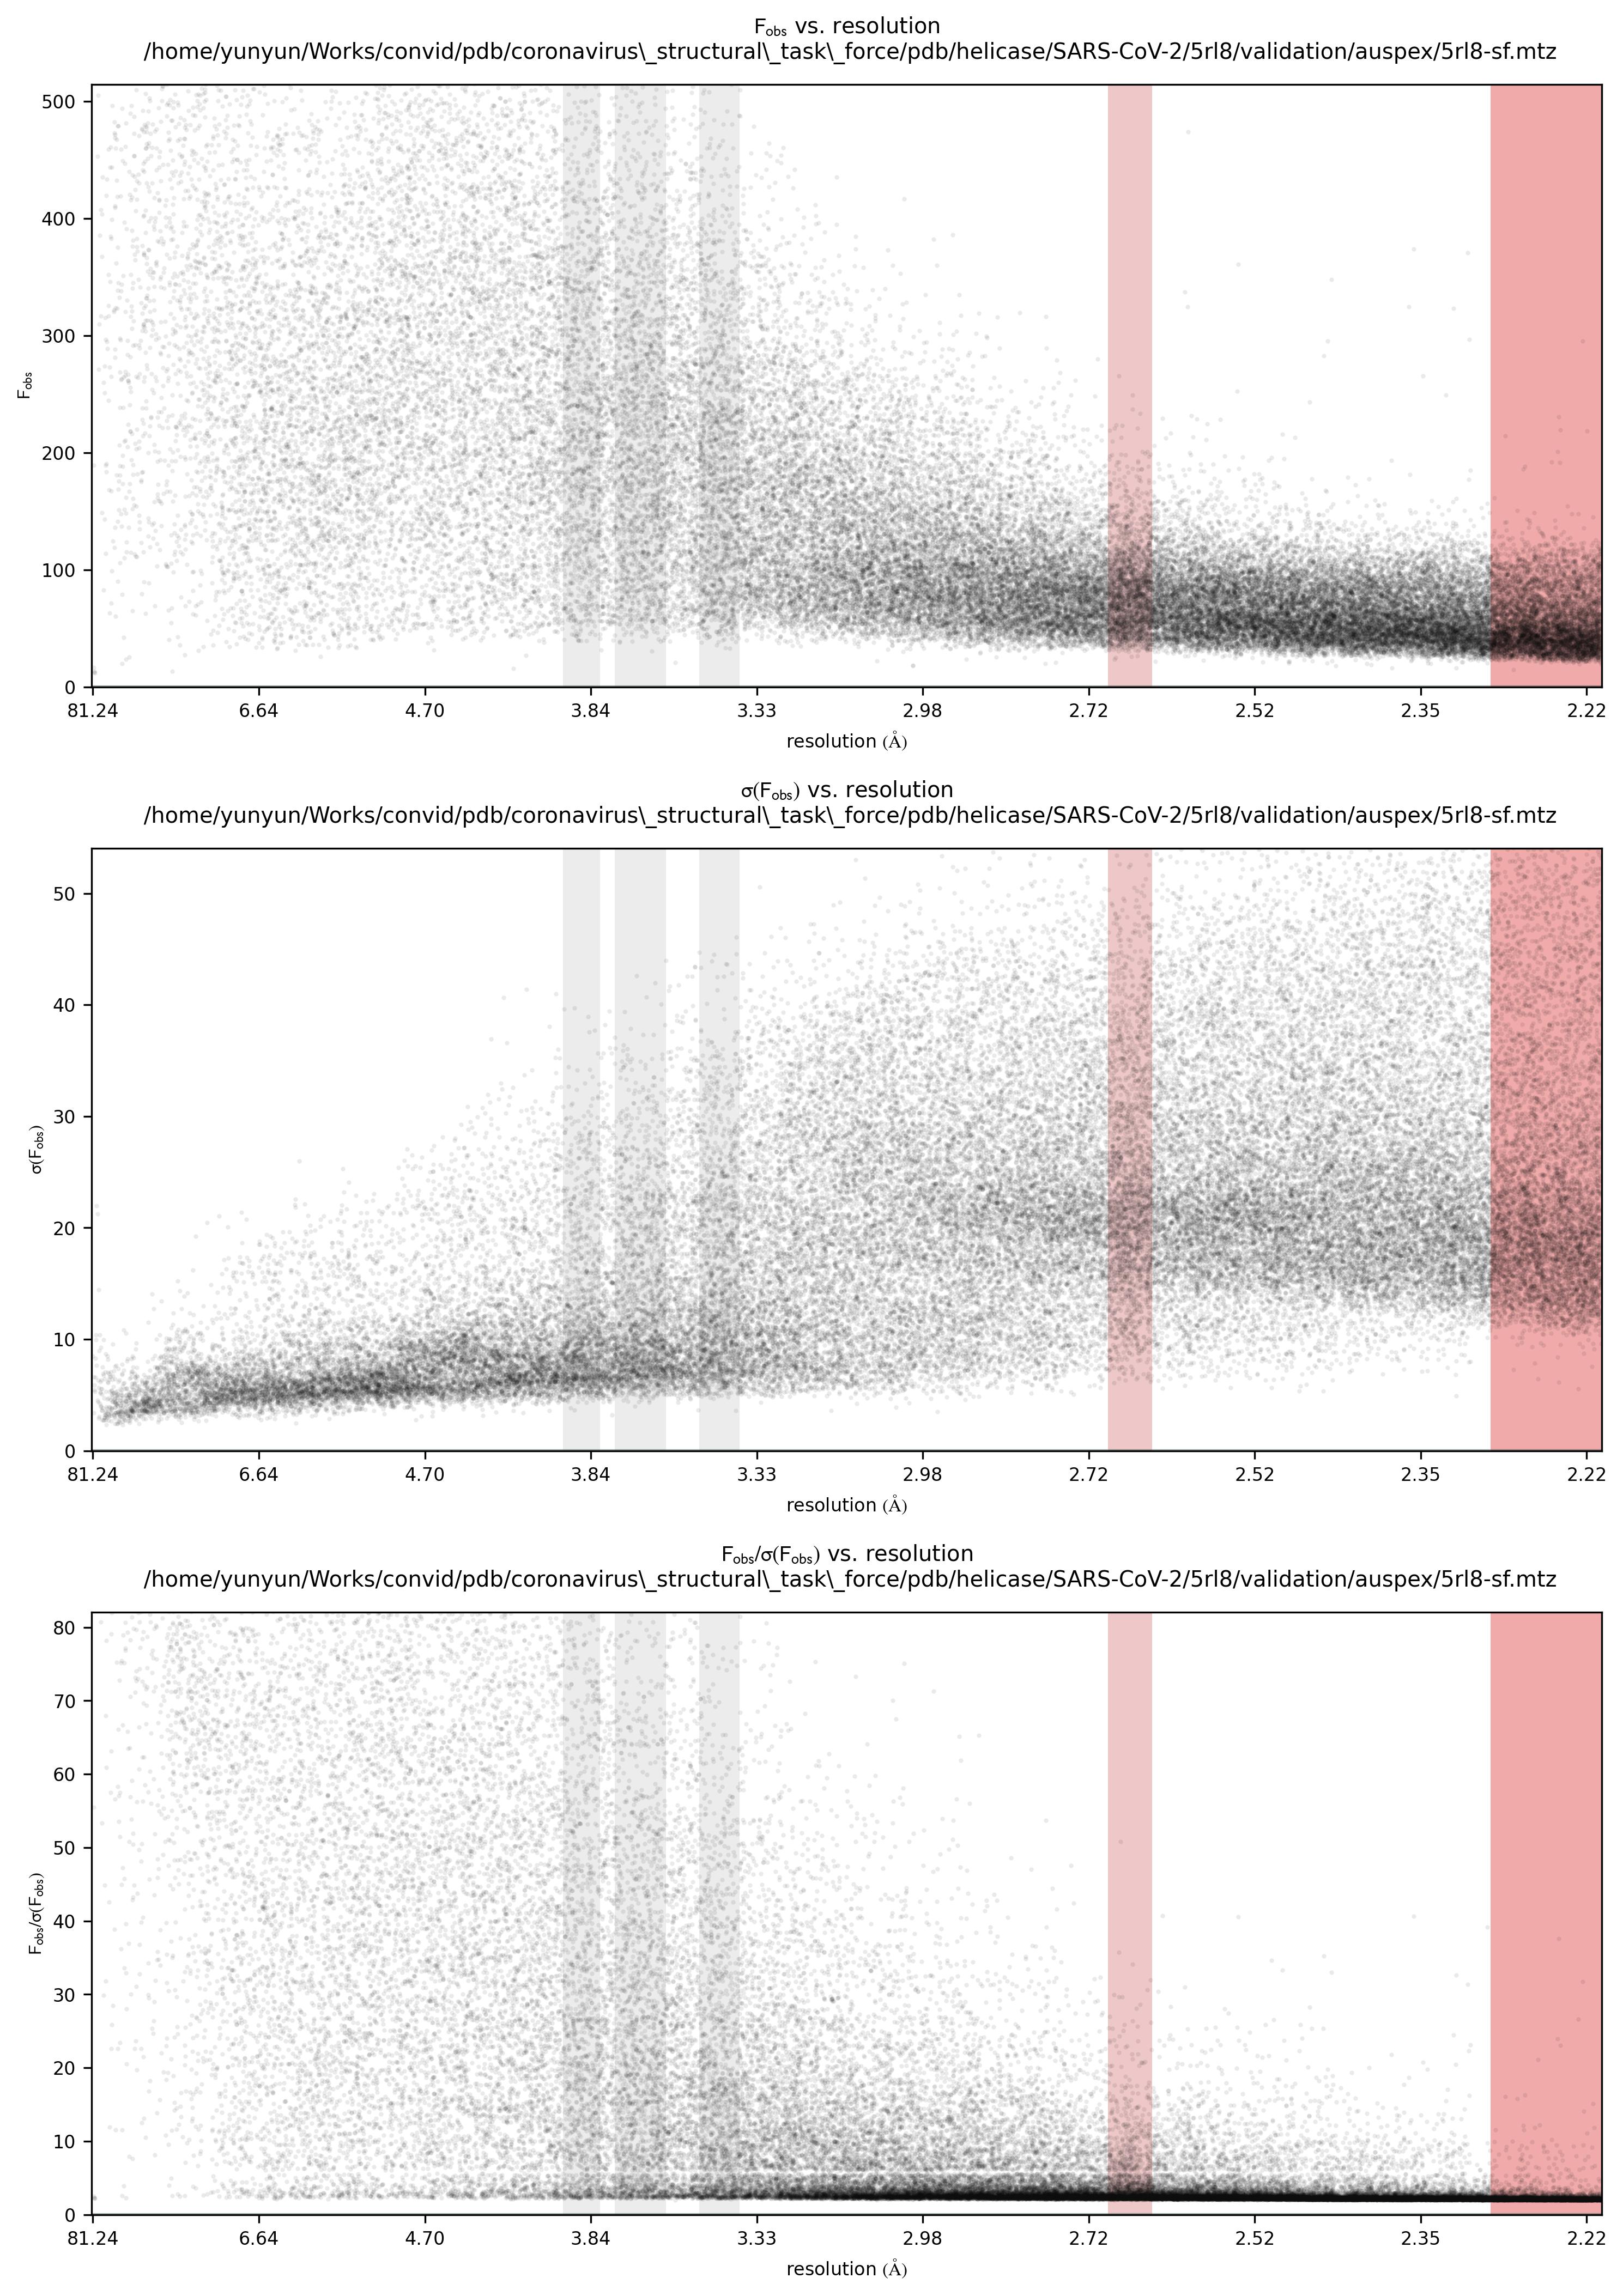 Fobs vs. resolution
/home/yunyun/Works/convid/pdb/coronavirus\_structural\_task\_force/pdb/helicase/SARS-CoV-2/5rl8/validation/auspex/5rl8-sf.mtz
500
400
300
200
100
0
Fobs
81.24 6.64 4.70 3.84 3.33 2.98 2.72 2.52 2.35 2.22
resolution (Å)
σ(Fobs) vs. resolution
/home/yunyun/Works/convid/pdb/coronavirus\_structural\_task\_force/pdb/helicase/SARS-CoV-2/5rl8/validation/auspex/5rl8-sf.mtz
50
40
30
20
10
0
σ(Fobs)
81.24 6.64 4.70 3.84 3.33 2.98 2.72 2.52 2.35 2.22
resolution (Å)
Fobs/σ(Fobs) vs. resolution
/home/yunyun/Works/convid/pdb/coronavirus\_structural\_task\_force/pdb/helicase/SARS-CoV-2/5rl8/validation/auspex/5rl8-sf.mtz
80
70
60
50
40
30
20
10
0
Fobs/σ(Fobs)
81.24 6.64 4.70 3.84 3.33 2.98 2.72 2.52 2.35 2.22
resolution (Å)